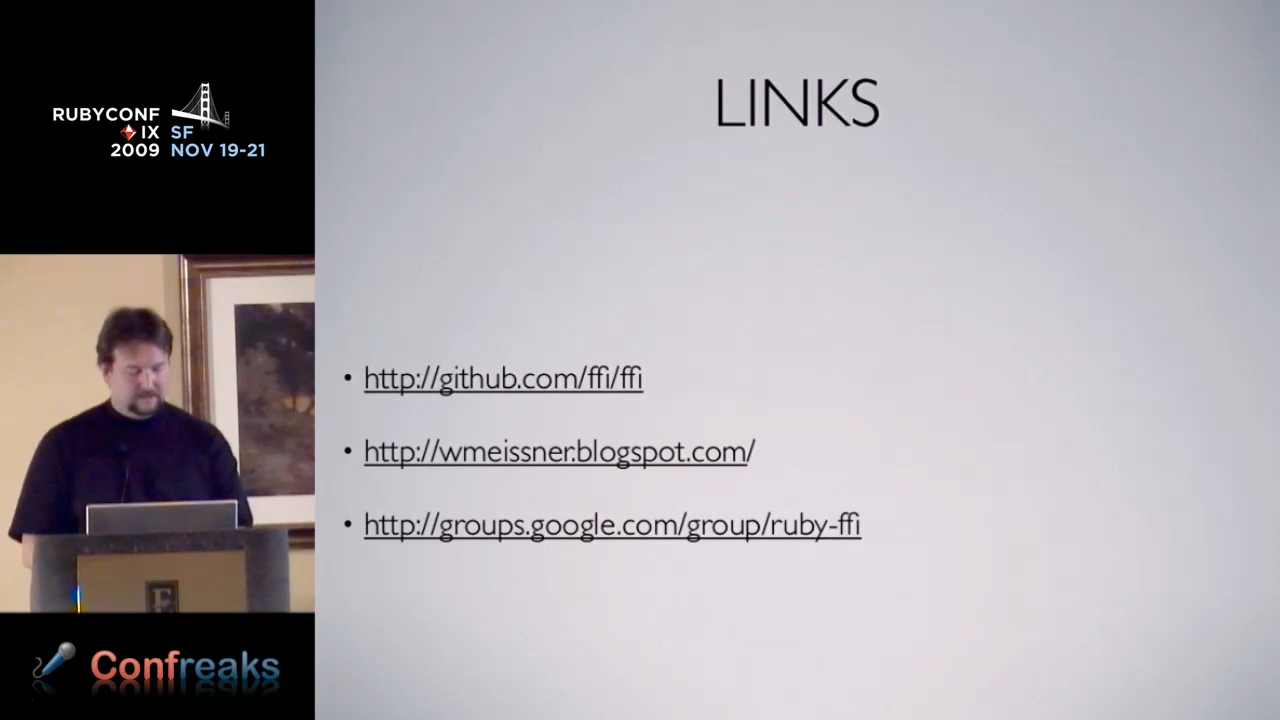 RUBYCONF
IX SF
2009 NOV 19-21
LINKS
• http://github.com/ffi/ffi
• http://wmeissner.blogspot.com/
• http://groups.google.com/group/ruby-ffi
E
Confreaks